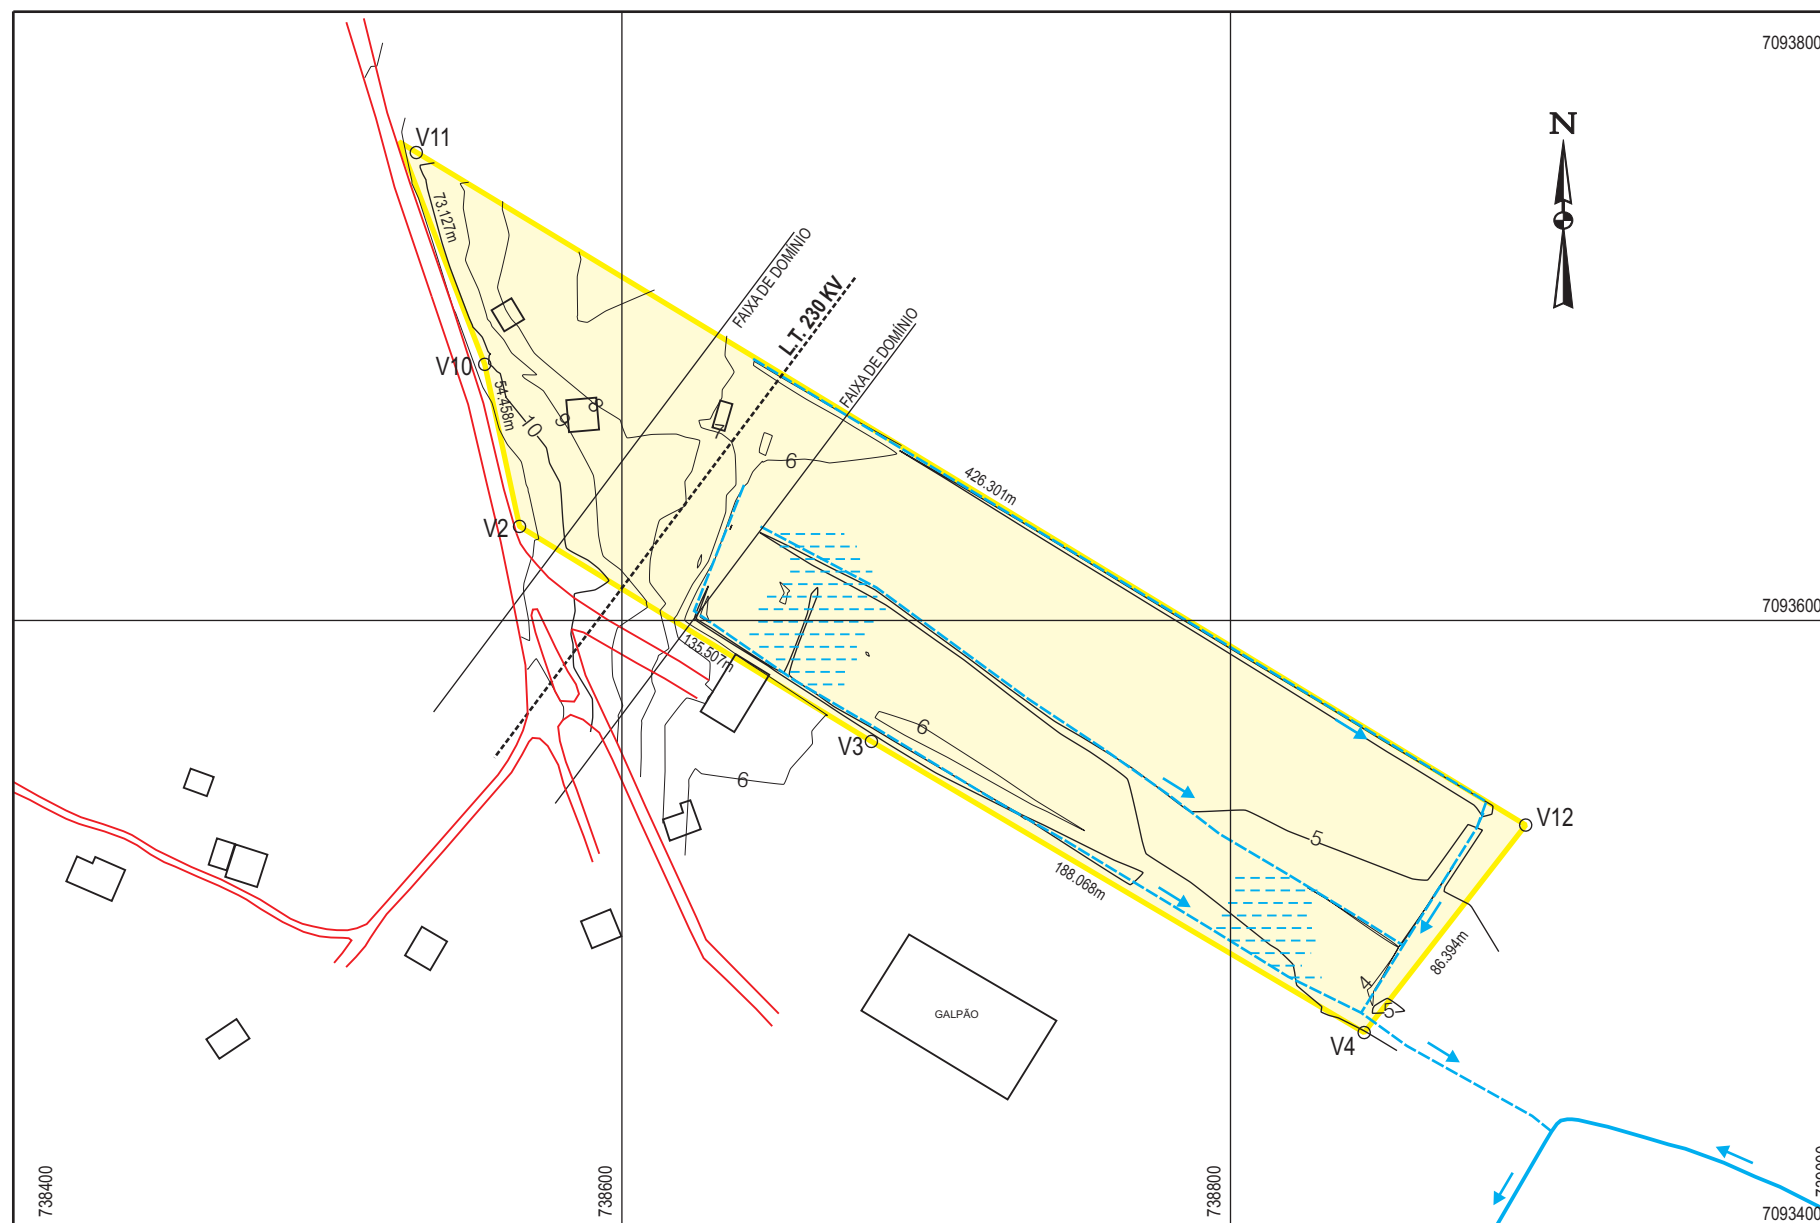 7093800
N
V11
73.127m
FAIXA DE DOMÍNIO
L.T. 230 KV
FAIXA DE DOMÍNIO
V10
54.458m
10
9
8
7
6
426.301m
V2
7093600
135.507m
6
V3
6
V12
5
188.068m
86.394m
4
5
GALPÃO
V4
738400
738600
738800
7093400